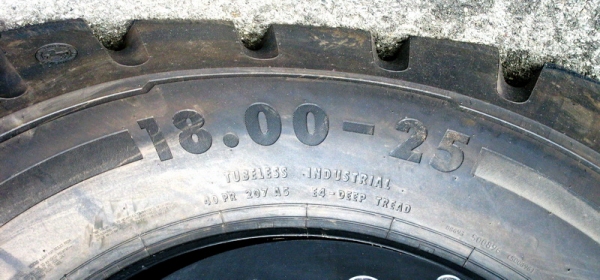 18.00-25
TUBELESS INDUSTRIAL
40 PR E4-DEEP TREAD